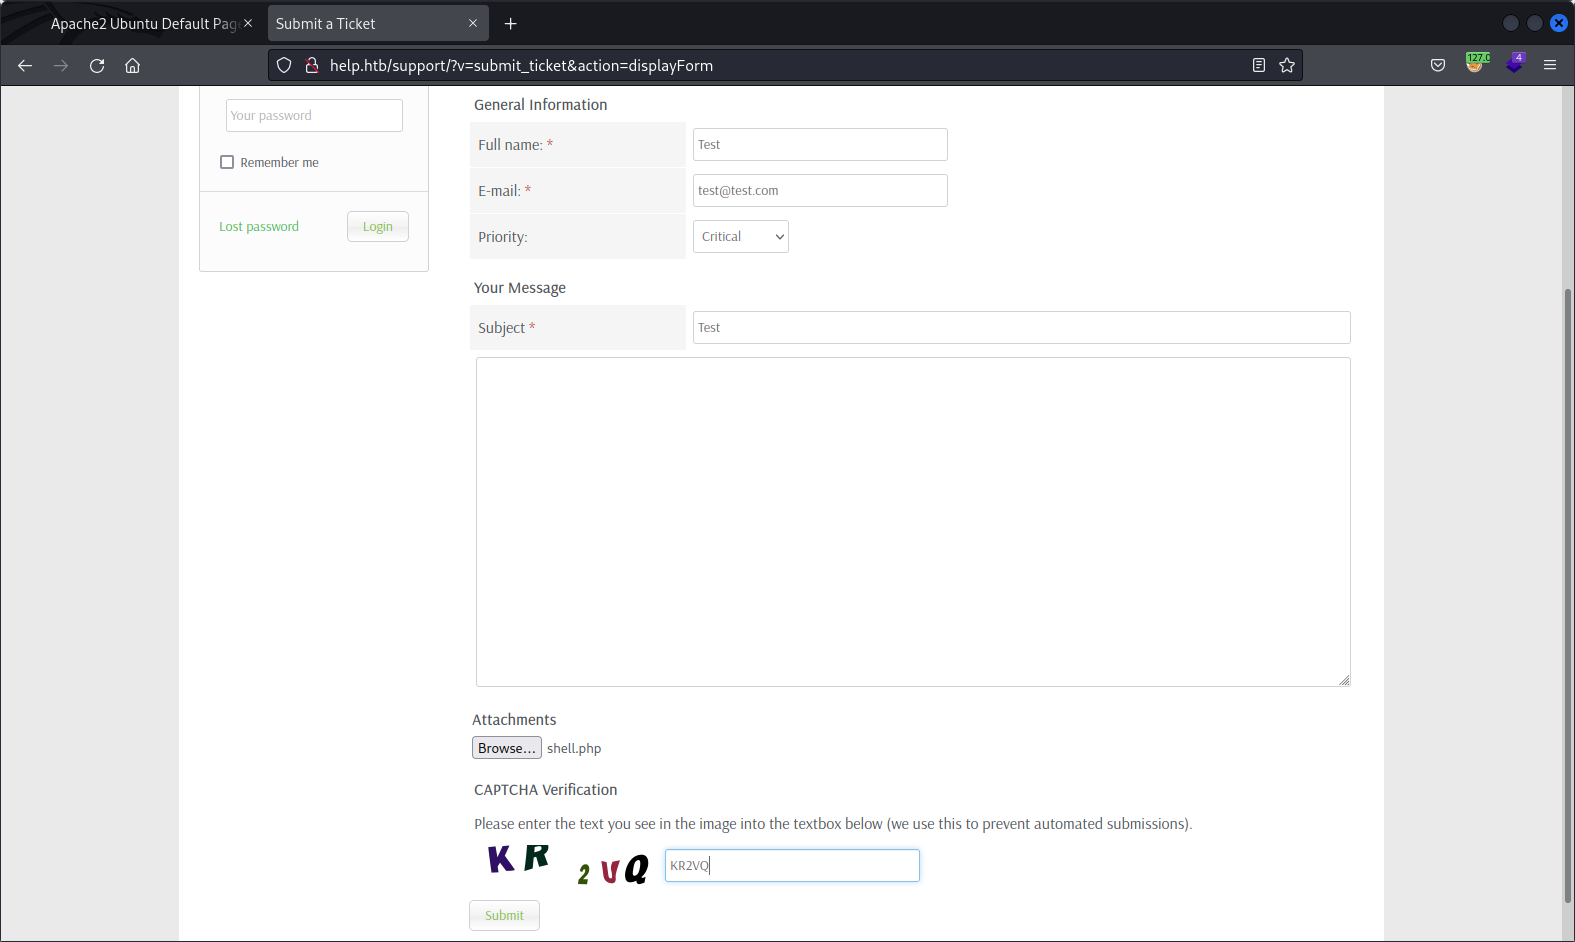 Apache2 Ubuntu Default Pag
Submit a Ticket
help.htb/support/?v=submit_ticket&action=displayForm
127.0
4
Your password
Remember me
Lost password
Login
General Information
Full name: *
Test
E-mail: *
test@test.com
Priority:
Critical
Your Message
Subject *
Test
Attachments
Browse...
shell.php
CAPTCHA Verification
Please enter the text you see in the image into the textbox below (we use this to prevent automated submissions).
K R 2 V Q
KR2VQ
Submit